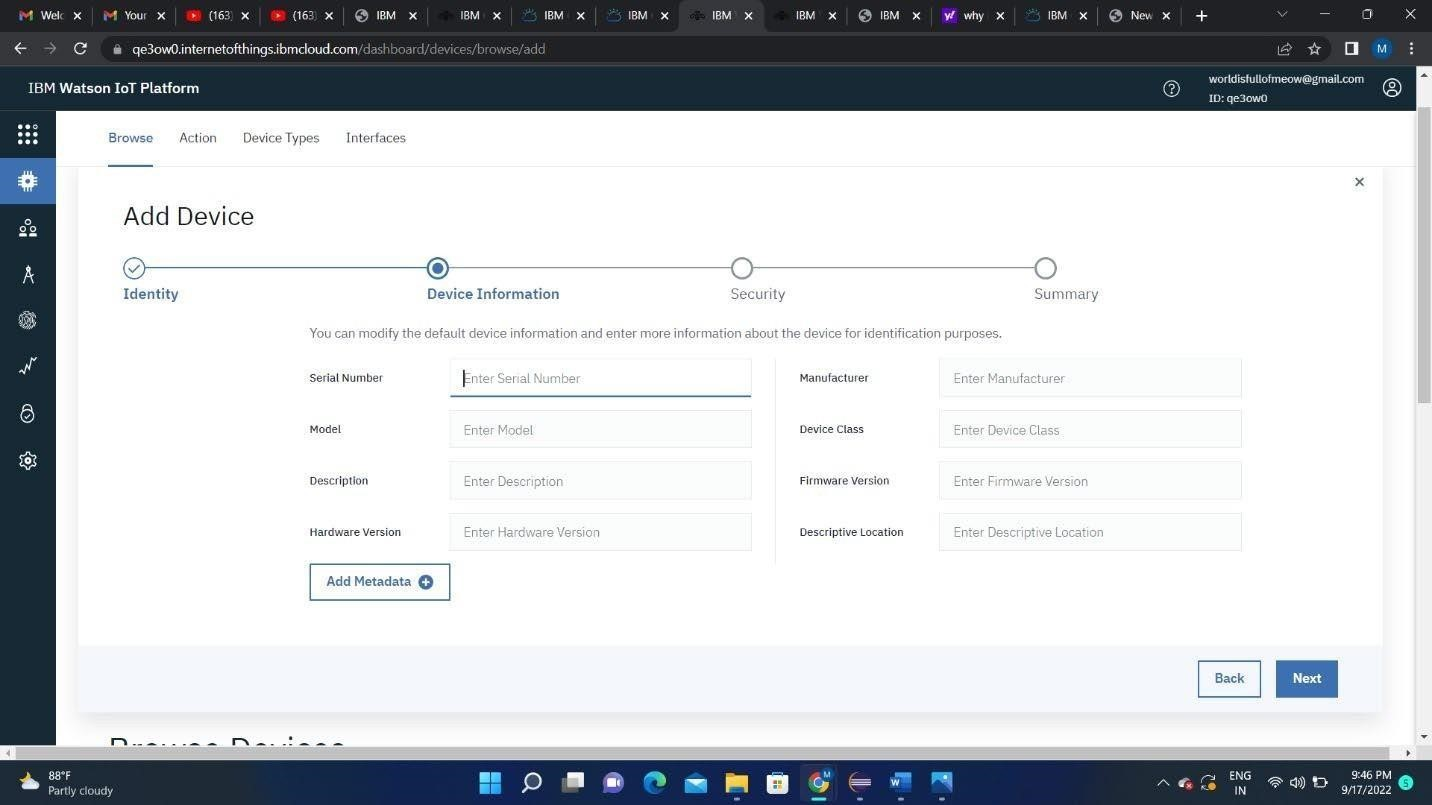 Welc
Your
(163)
(163)
IBM
IBM
IBM
IBM
IBM
IBM
IBM
why
IBM
New
qe3ow0.internetofthings.ibmcloud.com/dashboard/devices/browse/add
M
IBM Watson IoT Platform
worldisfullofmeow@gmail.com
ID: qe3ow0
Browse Action Device Types Interfaces
Add Device
Identity Device Information Security Summary
You can modify the default device information and enter more information about the device for identification purposes.
Serial Number Enter Serial Number Manufacturer Enter Manufacturer
Model Enter Model Device Class Enter Device Class
Description Enter Description Firmware Version Enter Firmware Version
Hardware Version Enter Hardware Version Descriptive Location Enter Descriptive Location
Add Metadata
Back Next
Browse Devices
88°F
Partly cloudy
ENG
IN
9:46 PM
9/17/2022
5